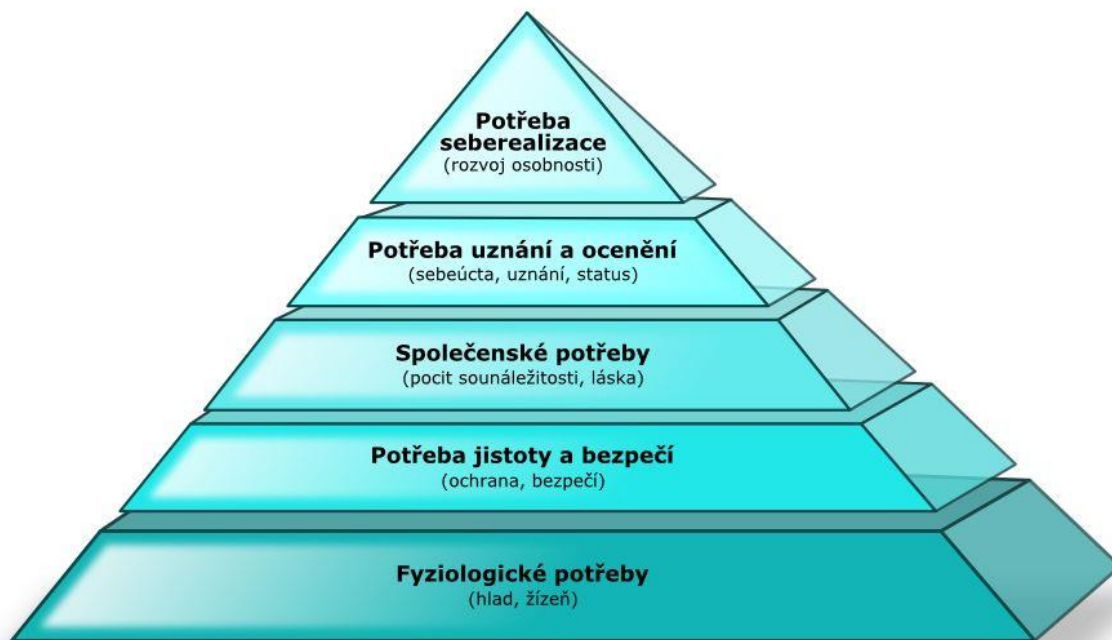 Potřeba
seberealizace
(rozvoj osobnosti)
Potřeba uznání a ocenění
(sebeúcta, uznání, status)
Společenské potřeby
(pocit sounáležitosti, láska)
Potřeba jistoty a bezpečí
(ochrana, bezpečí)
Fyziologické potřeby
(hlad, žízeň)